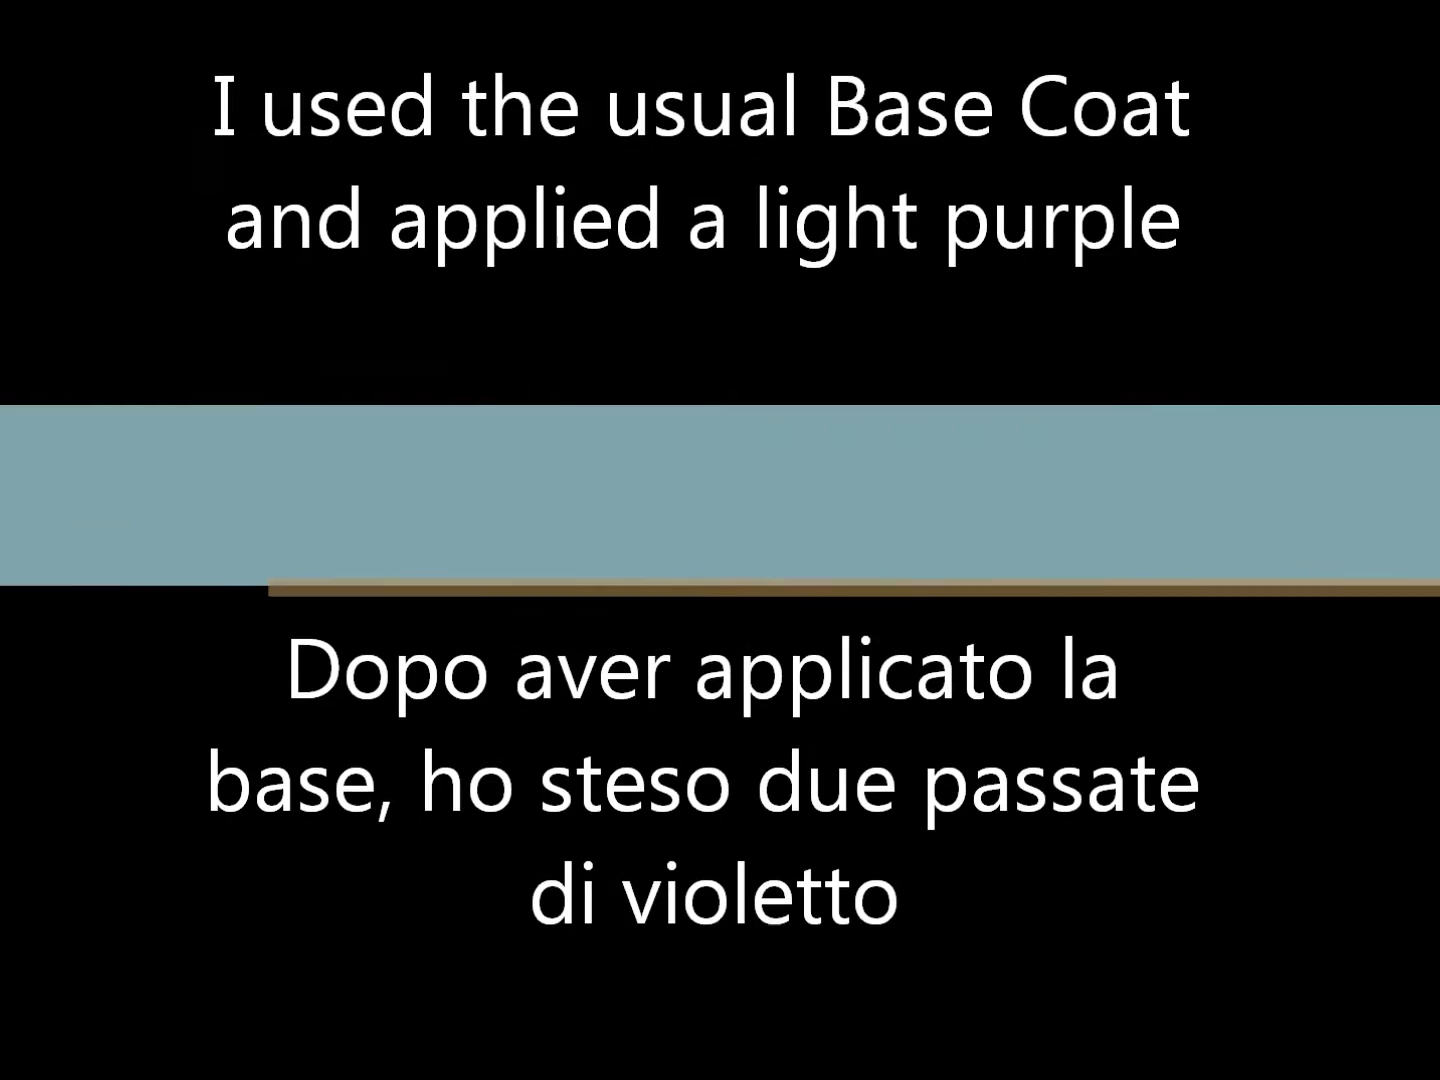 I used the usual Base Coat
and applied a light purple
Dopo aver applicato la
base, ho steso due passate
di violetto